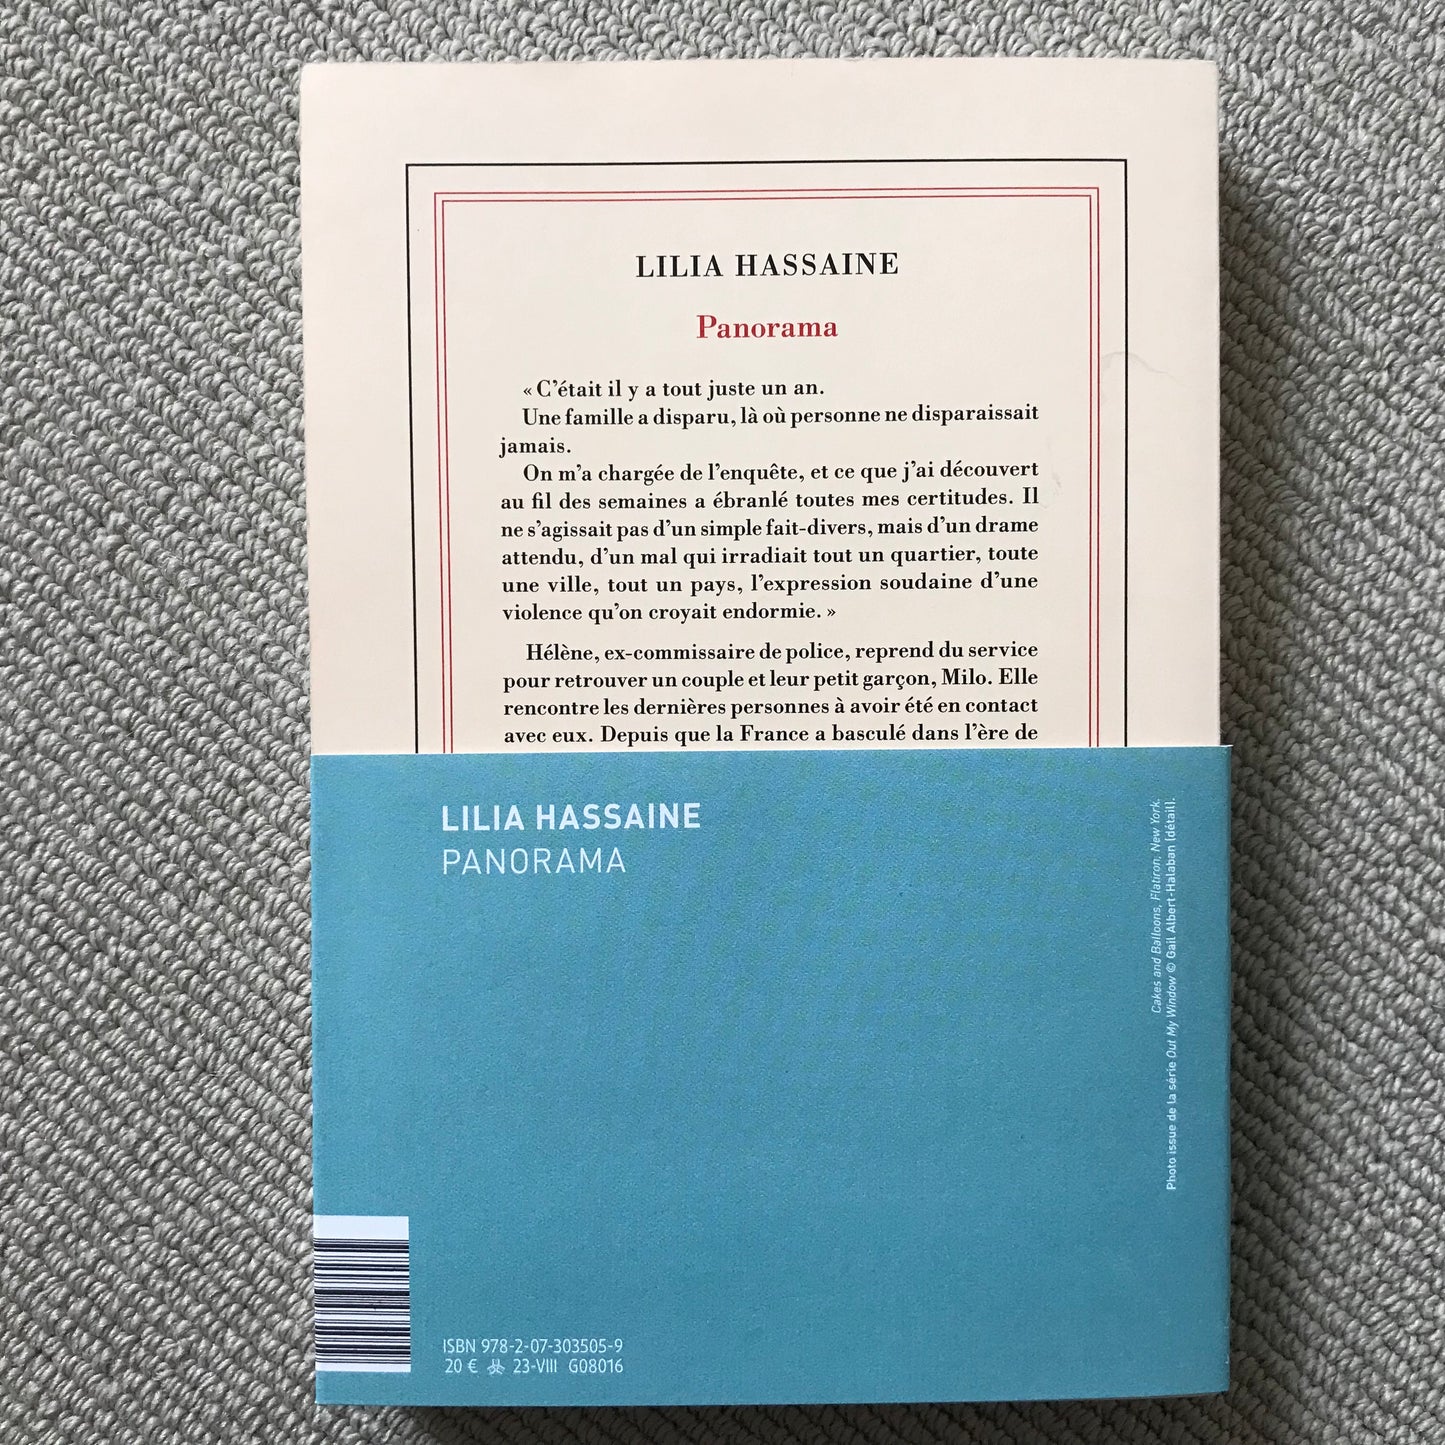 LILIA HASSAINE
Panorama
« C’était il y a tout juste un an.
Une famille a disparu, là où personne ne disparaissait
jamais.
On m’a chargée de l’enquête, et ce que j’ai découvert
au fil des semaines a ébranlé toutes mes certitudes. Il
ne s’agissait pas d’un simple fait-divers, mais d’un drame
attendu, d’un mal qui irradiait tout un quartier, toute
une ville, tout un pays, l’expression soudaine d’une
violence qu’on croyait endormie. »
Hélène, ex-commissaire de police, reprend du service
pour retrouver un couple et leur petit garçon, Milo. Elle
rencontre les dernières personnes à avoir été en contact
avec eux. Depuis que la France a basculé dans l’ère de
LILIA HASSAINE
PANORAMA
Cakes and Balloons, Flatiron, New York.
Photo issue de la série Out My Window © Gail Albert-Halaban (détail).
ISBN 978-2-07-303505-9
20 € 23-VIII G08016